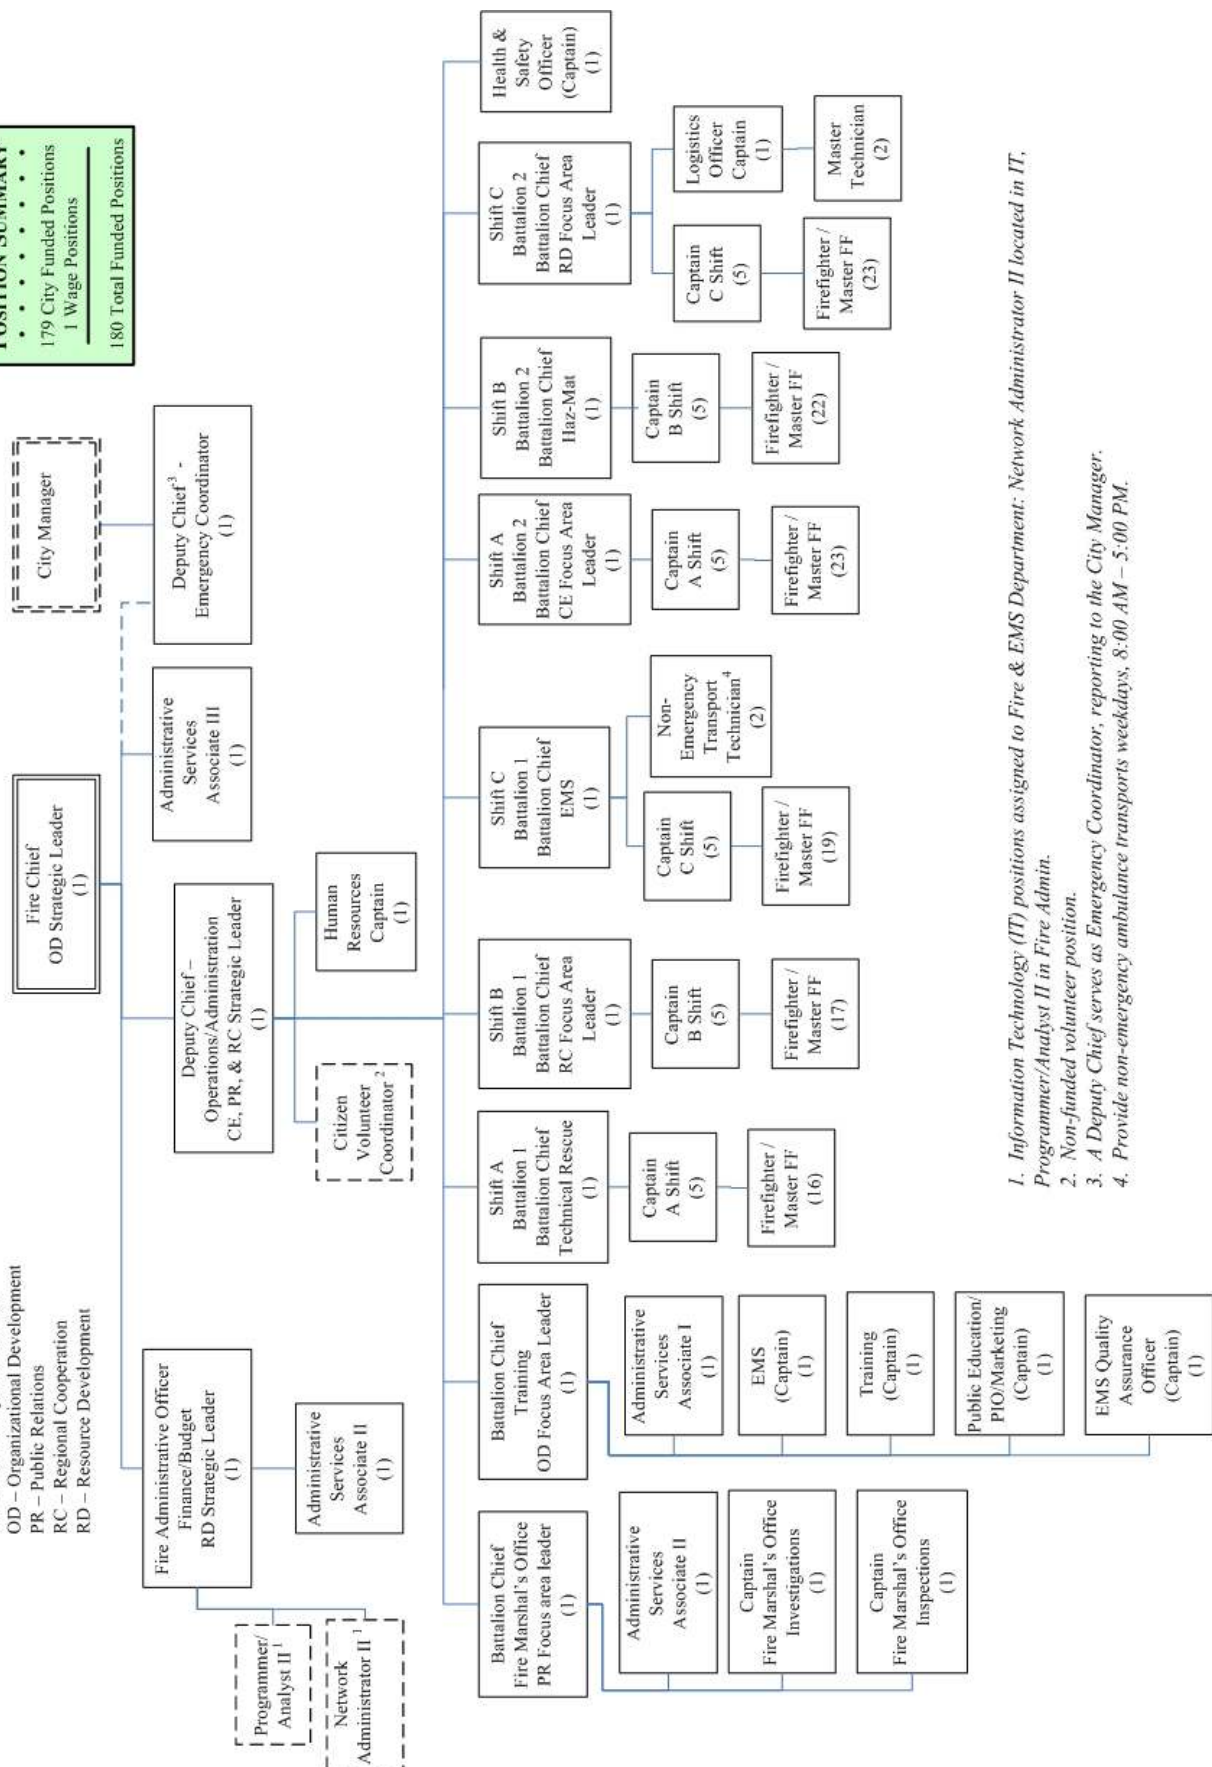 OD – Organizational Development
PR – Public Relations
RC – Regional Cooperation
RD – Resource Development
Fire Chief
OD Strategic Leader
(1)
City Manager
POSITION SUMMARY
179 City Funded Positions
1 Wage Positions
180 Total Funded Positions
Fire Administrative Officer
Finance/Budget
RD Strategic Leader
(1)
Programmer/
Analyst II 1
Network
Administrator II 1
Administrative
Services
Associate II
(1)
Deputy Chief –
Operations/Administration
CE, PR, & RC Strategic Leader
(1)
Administrative
Services
Associate III
(1)
Deputy Chief3 -
Emergency Coordinator
(1)
Citizen
Volunteer
Coordinator 2
Human
Resources
Captain
(1)
Battalion Chief
Fire Marshal's Office
PR Focus area leader
(1)
Administrative
Services
Associate II
(1)
Captain
Fire Marshal's Office
Investigations
(1)
Captain
Fire Marshal's Office
Inspections
(1)
Battalion Chief
Training
OD Focus Area Leader
(1)
Administrative
Services
Associate I
(1)
EMS
(Captain)
(1)
Training
(Captain)
(1)
Public Education/
PIO/Marketing
(Captain)
(1)
EMS Quality
Assurance
Officer
(Captain)
(1)
Shift A
Battalion 1
Battalion Chief
Technical Rescue
(1)
Captain
A Shift
(5)
Firefighter /
Master FF
(16)
Shift B
Battalion 1
Battalion Chief
RC Focus Area
Leader
(1)
Captain
B Shift
(5)
Firefighter /
Master FF
(17)
Shift C
Battalion 1
Battalion Chief
EMS
(1)
Captain
C Shift
(5)
Firefighter /
Master FF
(19)
Non-
Emergency
Transport
Technician4
(2)
Shift A
Battalion 2
Battalion Chief
CE Focus Area
Leader
(1)
Captain
A Shift
(5)
Firefighter /
Master FF
(23)
Shift B
Battalion 2
Battalion Chief
Haz-Mat
(1)
Captain
B Shift
(5)
Firefighter /
Master FF
(22)
Shift C
Battalion 2
Battalion Chief
RD Focus Area
Leader
(1)
Captain
C Shift
(5)
Firefighter /
Master FF
(23)
Logistics
Officer
Captain
(1)
Master
Technician
(2)
Health &
Safety
Officer
(Captain)
(1)
1. Information Technology (IT) positions assigned to Fire & EMS Department: Network Administrator II located in IT,
Programmer/Analyst II in Fire Admin.
2. Non-funded volunteer position.
3. A Deputy Chief serves as Emergency Coordinator, reporting to the City Manager.
4. Provide non-emergency ambulance transports weekdays, 8:00 AM – 5:00 PM.